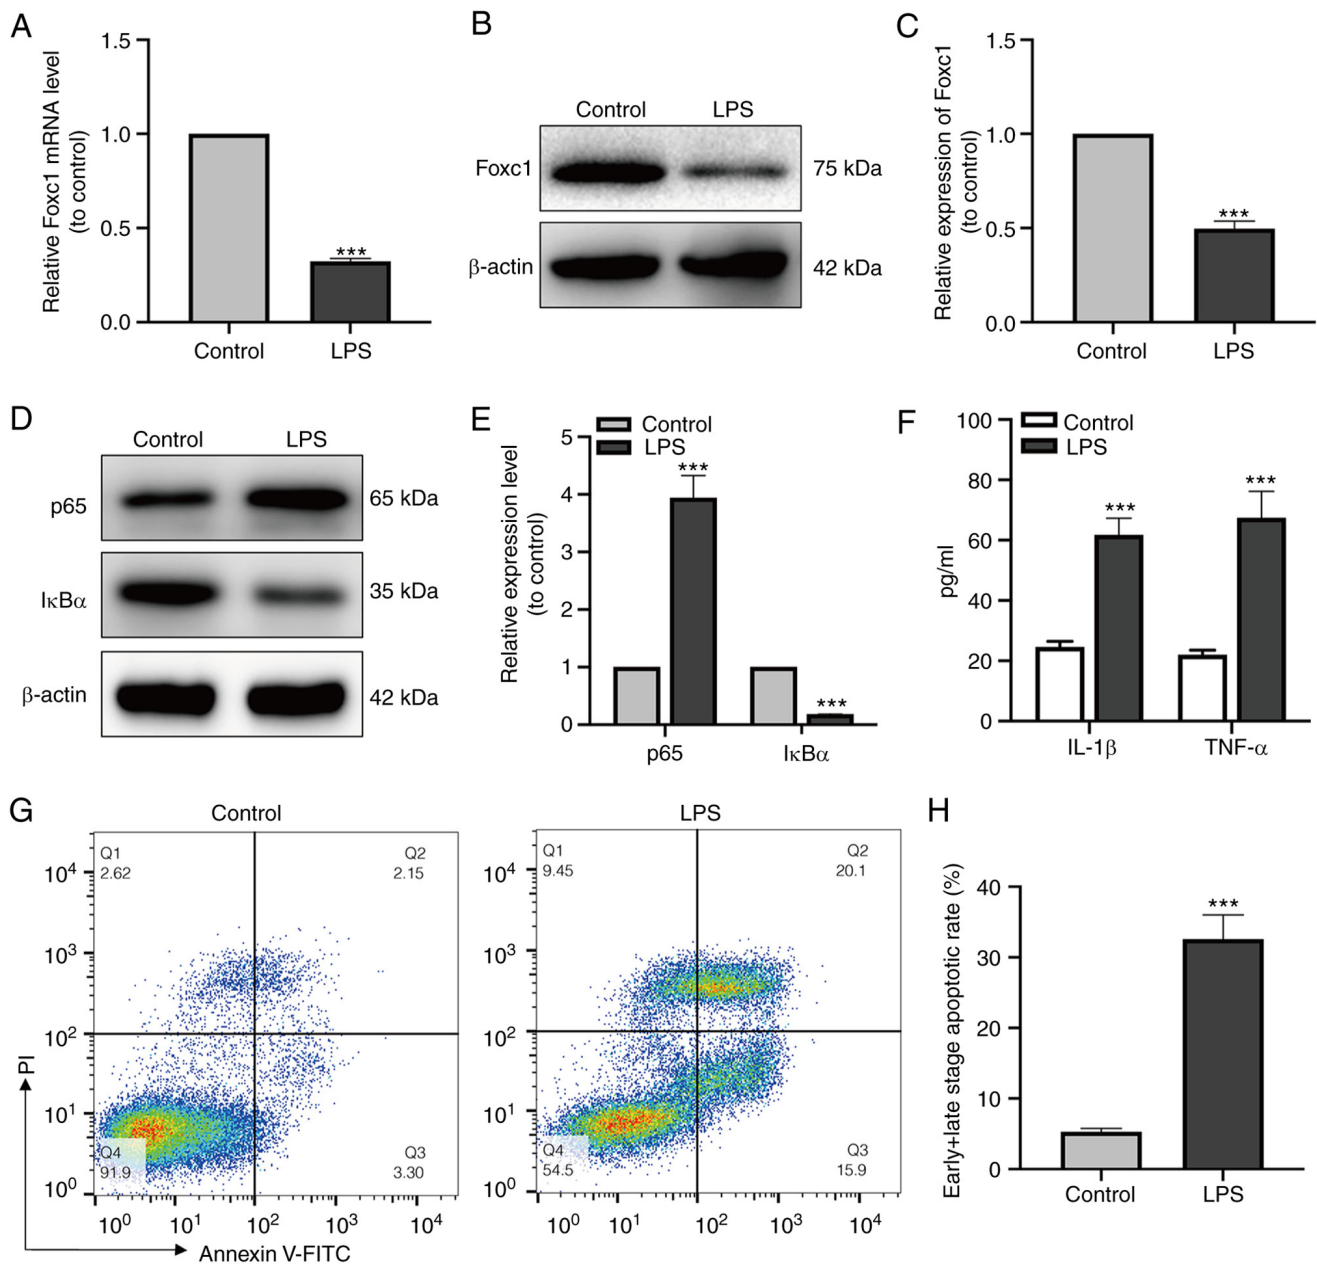 A
Relative Foxc1 mRNA level
(to control)
1.5
1.0
0.5
0.0
***
Control
LPS
B
Control
LPS
Foxc1
75 kDa
β-actin
42 kDa
C
Relative expression of Foxc1
(to control)
1.5
1.0
0.5
0.0
***
Control
LPS
D
Control
LPS
p65
65 kDa
IκBα
35 kDa
β-actin
42 kDa
E
Control
LPS
Relative expression level
(to control)
5
4
3
2
1
0
***
***
p65
IκBα
F
Control
LPS
pg/ml
100
80
60
40
20
0
***
***
IL-1β
TNF-α
G
Control
Q1
2.62
Q2
2.15
Q4
91.9
Q3
3.30
10⁴
10³
10²
10¹
10⁰
10⁰
10¹
10²
10³
10⁴
PI
Annexin V-FITC
LPS
Q1
9.45
Q2
20.1
Q4
54.5
Q3
15.9
10⁴
10³
10²
10¹
10⁰
10⁰
10¹
10²
10³
10⁴
H
Early+late stage apoptotic rate (%)
40
30
20
10
0
***
Control
LPS